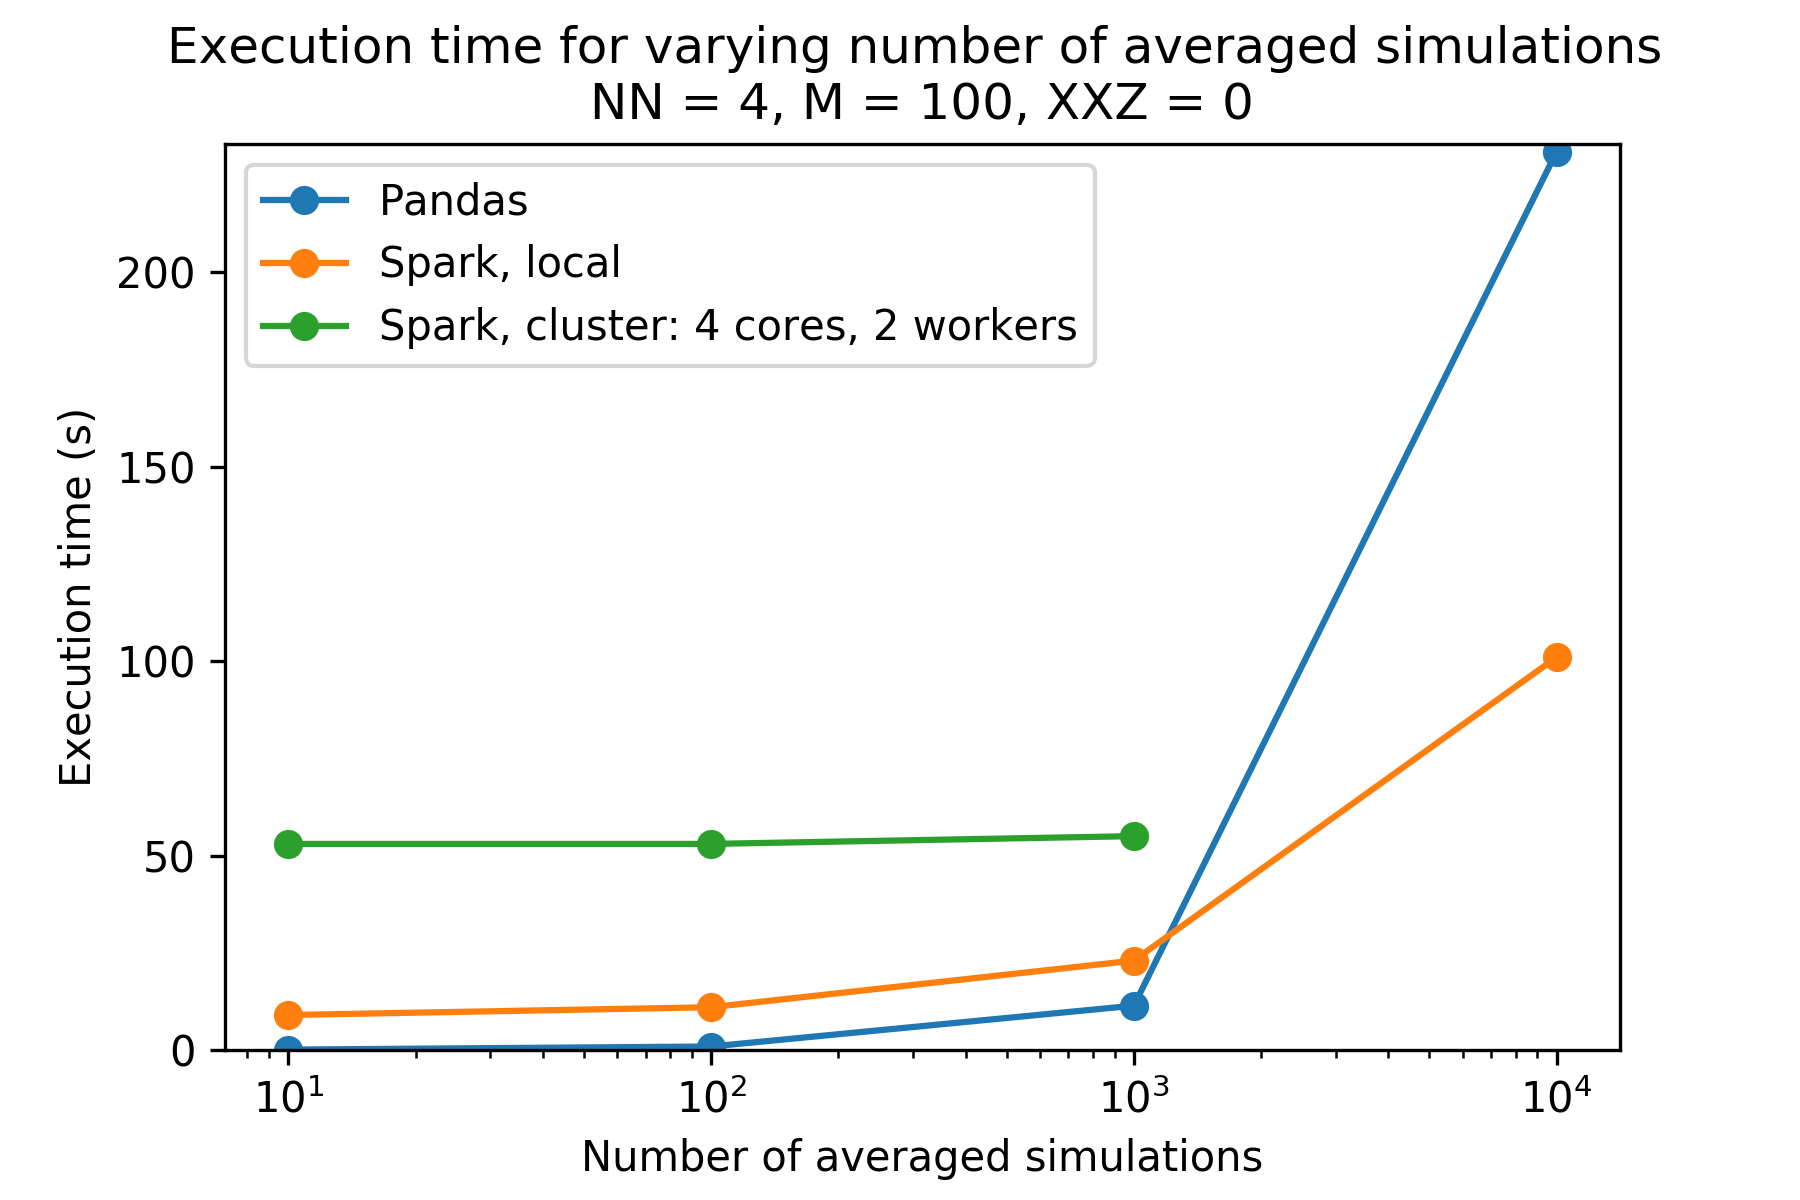 Execution time for varying number of averaged simulations
NN = 4, M = 100, XXZ = 0
Pandas
Spark, local
Spark, cluster: 4 cores, 2 workers
Execution time (s)
200
150
100
50
0
10¹ 10² 10³ 10⁴
Number of averaged simulations